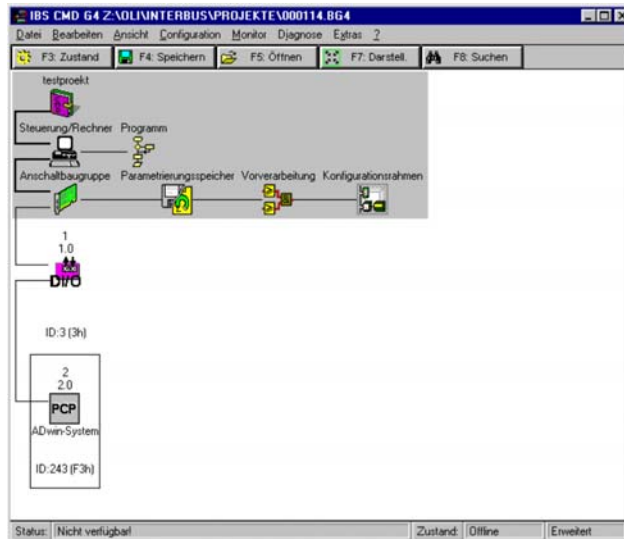 IBS CMD G4 Z:\OLI\INTERBUS\PROJEKTE\000114.BG4
Datei Bearbeiten Ansicht Configuration Monitor Diagnose Extras ?
F3: Zustand F4: Speichern F5: Öffnen F7: Darstell. F8: Suchen
testproekt
Steuerung/Rechner Programm
Anschaltbaugruppe Parametrierungsspeicher Vorverarbeitung Konfigurationsrahmen
1
1.0
DI/O
ID:3 (3h)
2
2.0
PCP
ADwin-System
ID:243 (F3h)
Status: Nicht verfügbar! Zustand: Offline Erweitert